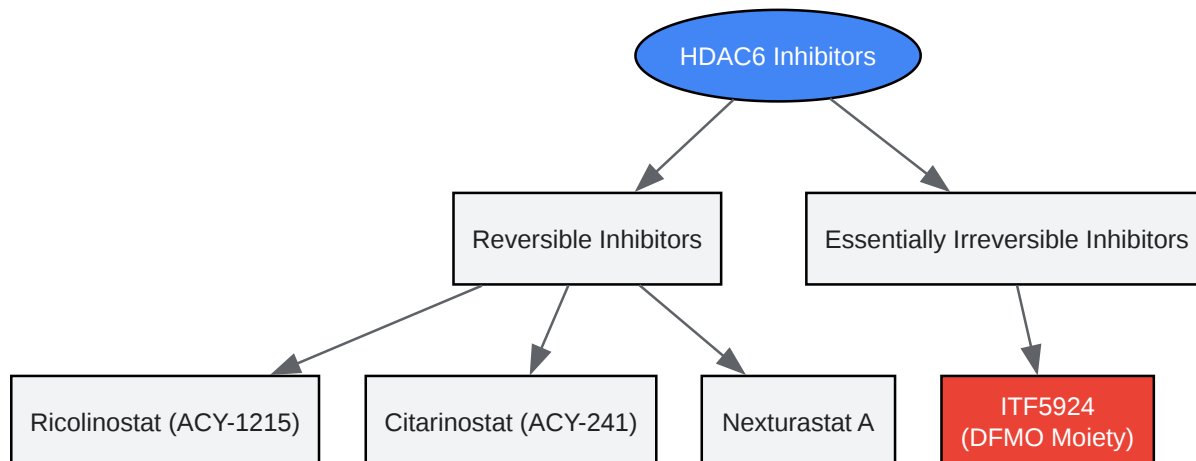 HDAC6 Inhibitors
Reversible Inhibitors
Essentially Irreversible Inhibitors
Ricolinostat (ACY-1215)
Citarinostat (ACY-241)
Nexturastat A
ITF5924
(DFMO Moiety)